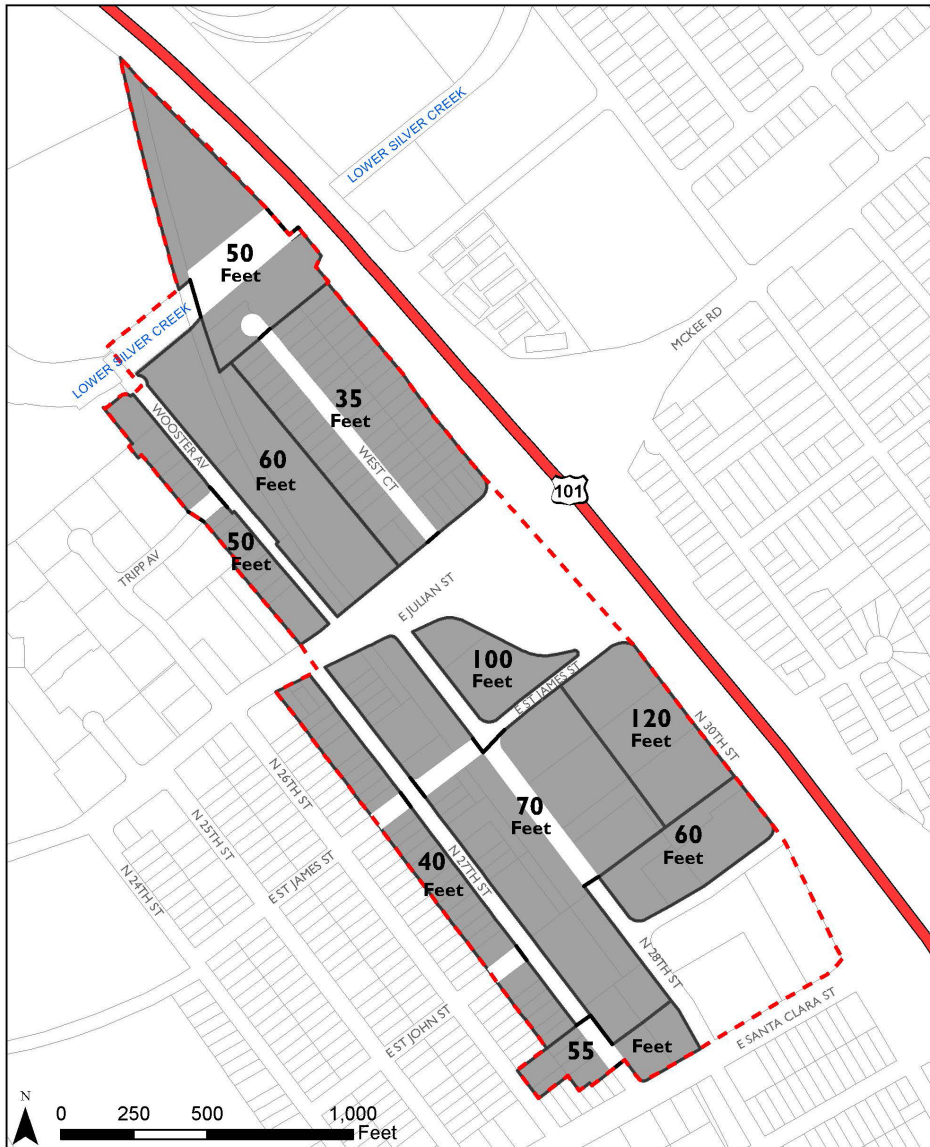 LOWER SILVER CREEK
50
Feet
MCKEE RD
LOWER SILVER CREEK
35
Feet
WOOSTER AV
WEST CT
60
Feet
101
50
Feet
TRIPP AV
E JULIAN ST
100
Feet
E ST JAMES ST
120
Feet
N 30TH ST
N 26TH ST
70
Feet
N 25TH ST
60
Feet
40
Feet
N 27TH ST
E ST JAMES ST
N 24TH ST
N 28TH ST
E ST JOHN ST
E SANTA CLARA ST
55 Feet
N
0 250 500 1,000
Feet